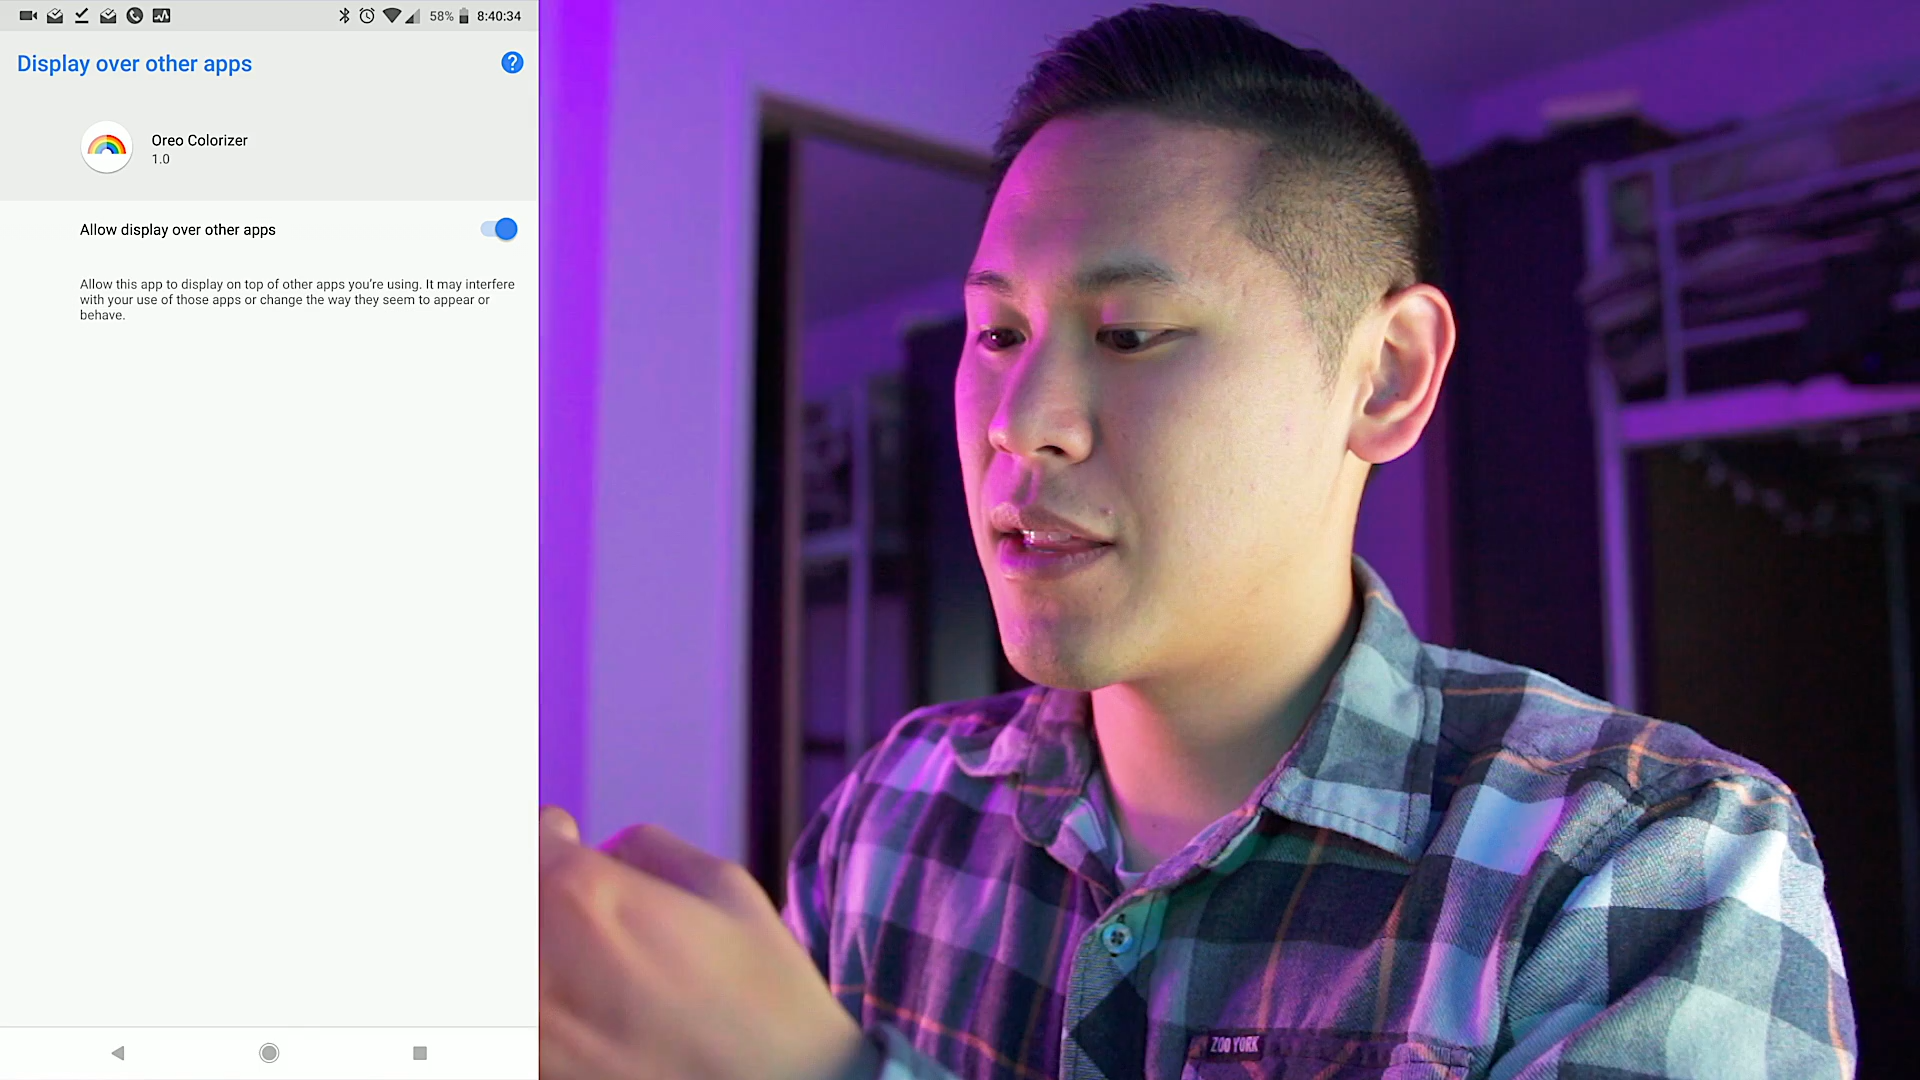 58% 8:40:34
Display over other apps
?
Oreo Colorizer
1.0
Allow display over other apps
Allow this app to display on top of other apps you're using. It may interfere
with your use of those apps or change the way they seem to appear or
behave.
ZOO YORK